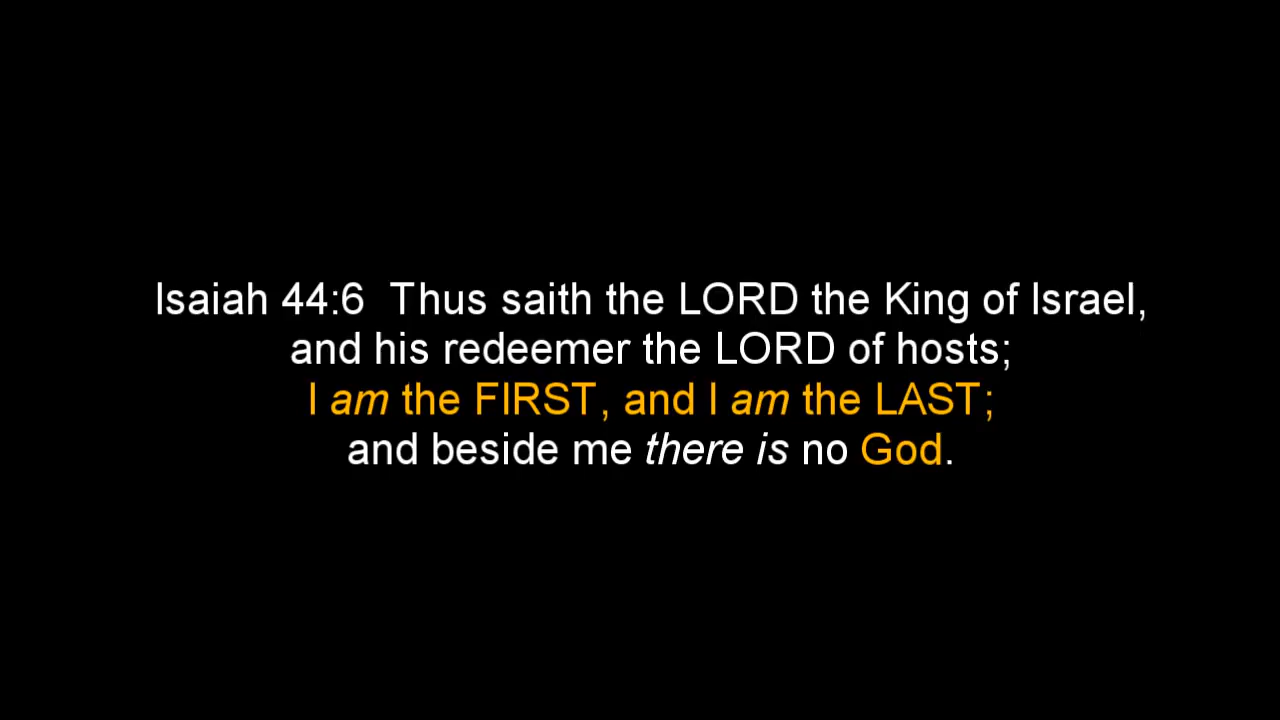 Isaiah 44:6  Thus saith the LORD the King of Israel,
and his redeemer the LORD of hosts;
I am the FIRST, and I am the LAST;
and beside me there is no God.